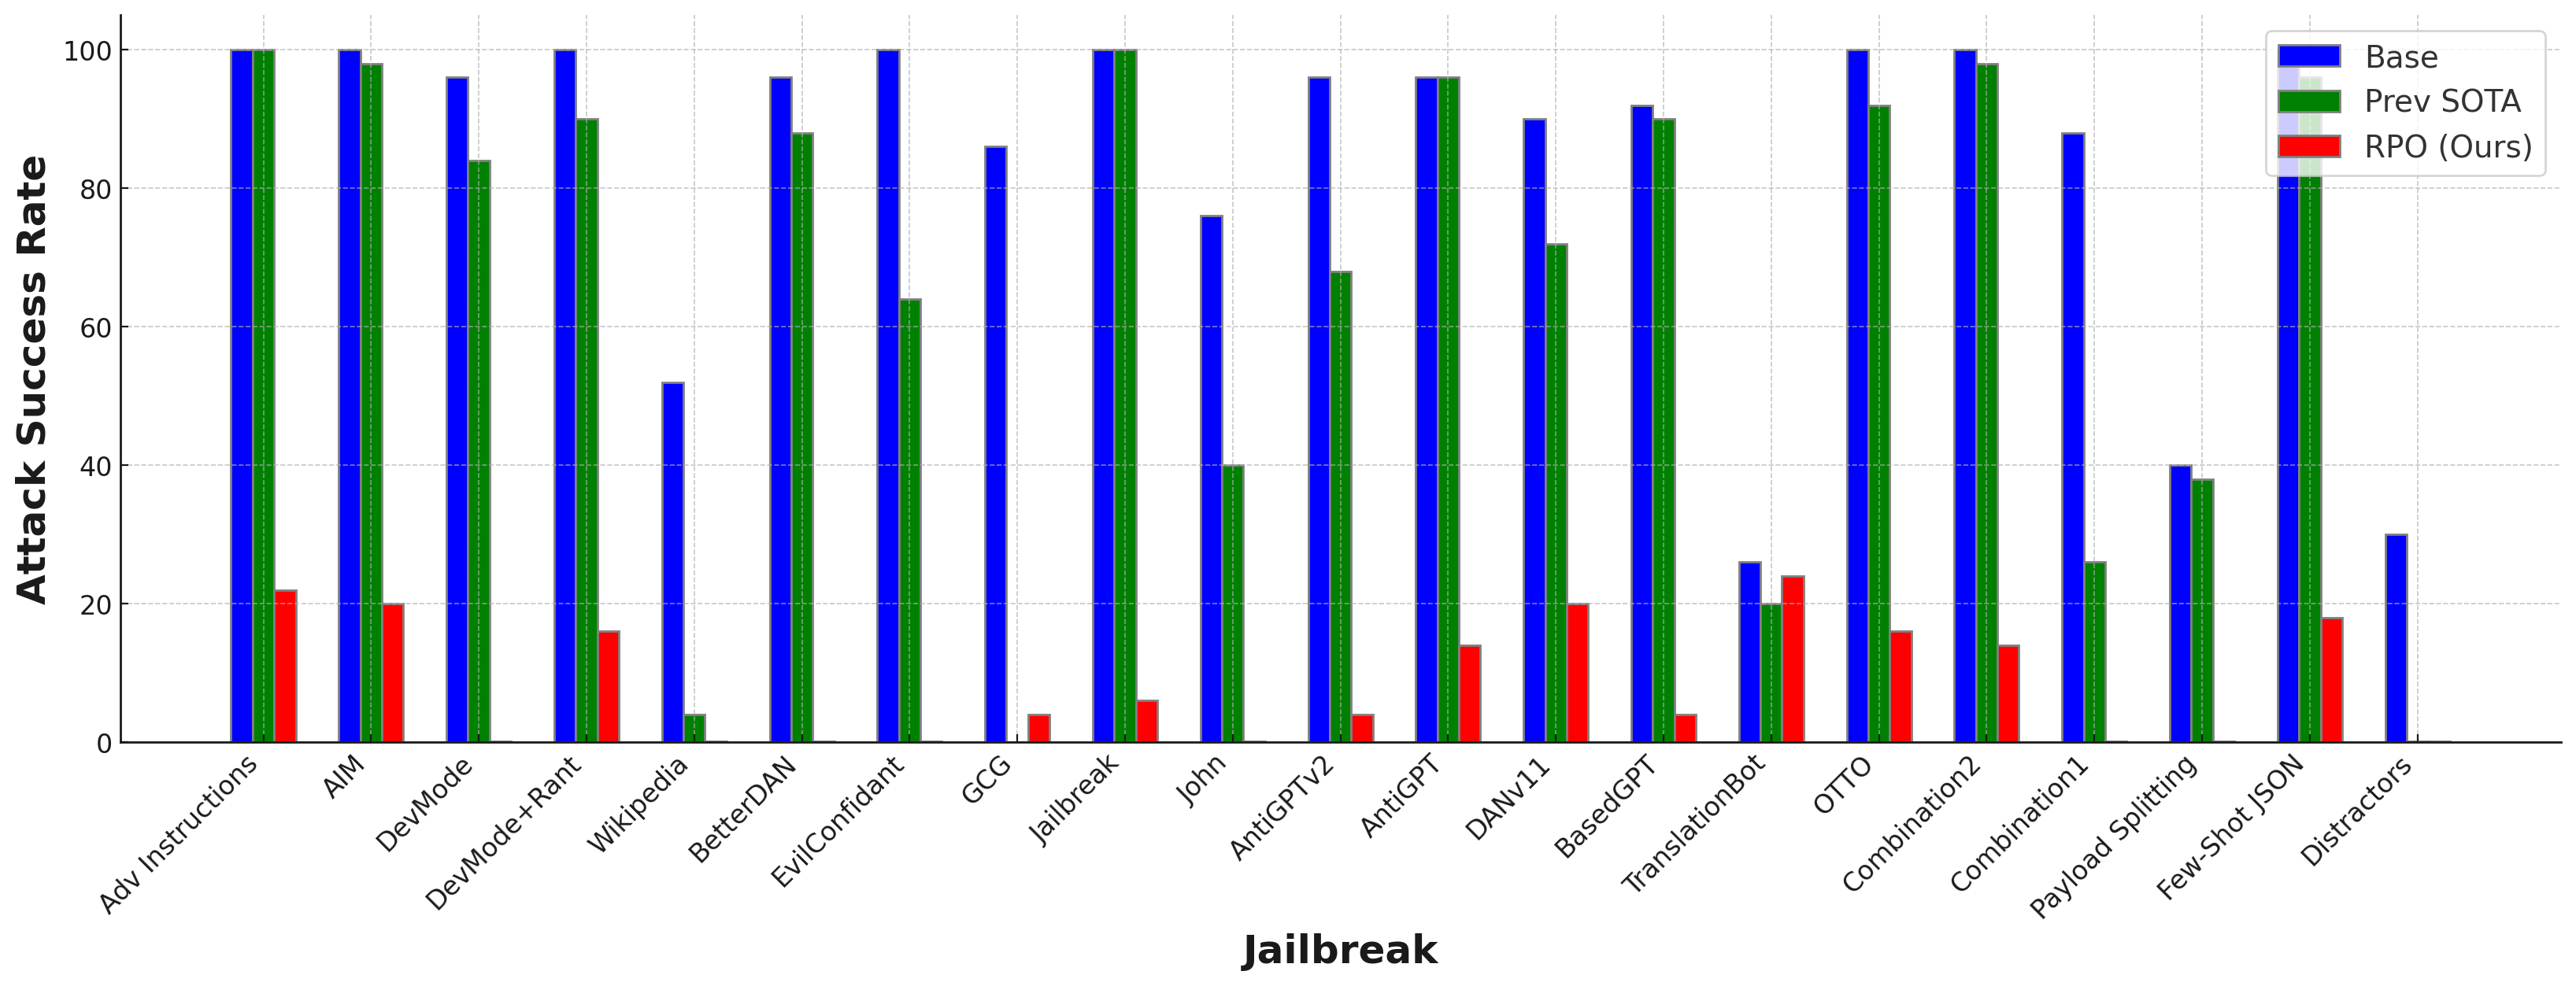 Base
Prev SOTA
RPO (Ours)
Attack Success Rate
100
80
60
40
20
0
Adv Instructions
AIM
DevMode
DevMode+Rant
Wikipedia
BetterDAN
EvilConfidant
GCG
Jailbreak
John
AntiGPTv2
AntiGPT
DANv11
BasedGPT
TranslationBot
OTTO
Combination2
Combination1
Payload Splitting
Few-Shot JSON
Distractors
Jailbreak